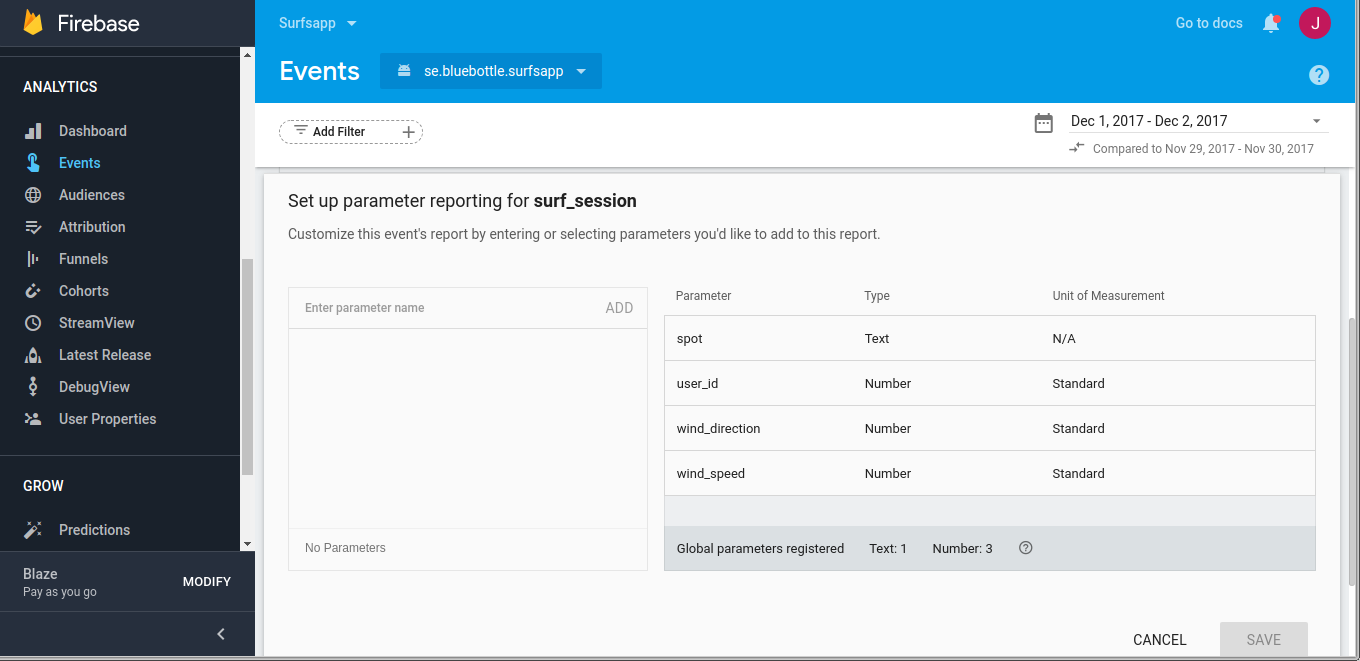 Firebase
ANALYTICS
Dashboard
Events
Audiences
Attribution
Funnels
Cohorts
StreamView
Latest Release
DebugView
User Properties
GROW
Predictions
Blaze
Pay as you go
MODIFY
Surfsapp
Go to docs
J
Events
se.bluebottle.surfsapp
?
Add Filter
Dec 1, 2017 - Dec 2, 2017
Compared to Nov 29, 2017 - Nov 30, 2017
Set up parameter reporting for surf_session
Customize this event's report by entering or selecting parameters you'd like to add to this report.
Enter parameter name ADD
No Parameters
Parameter Type Unit of Measurement
spot Text N/A
user_id Number Standard
wind_direction Number Standard
wind_speed Number Standard
Global parameters registered Text: 1 Number: 3 ?
CANCEL SAVE